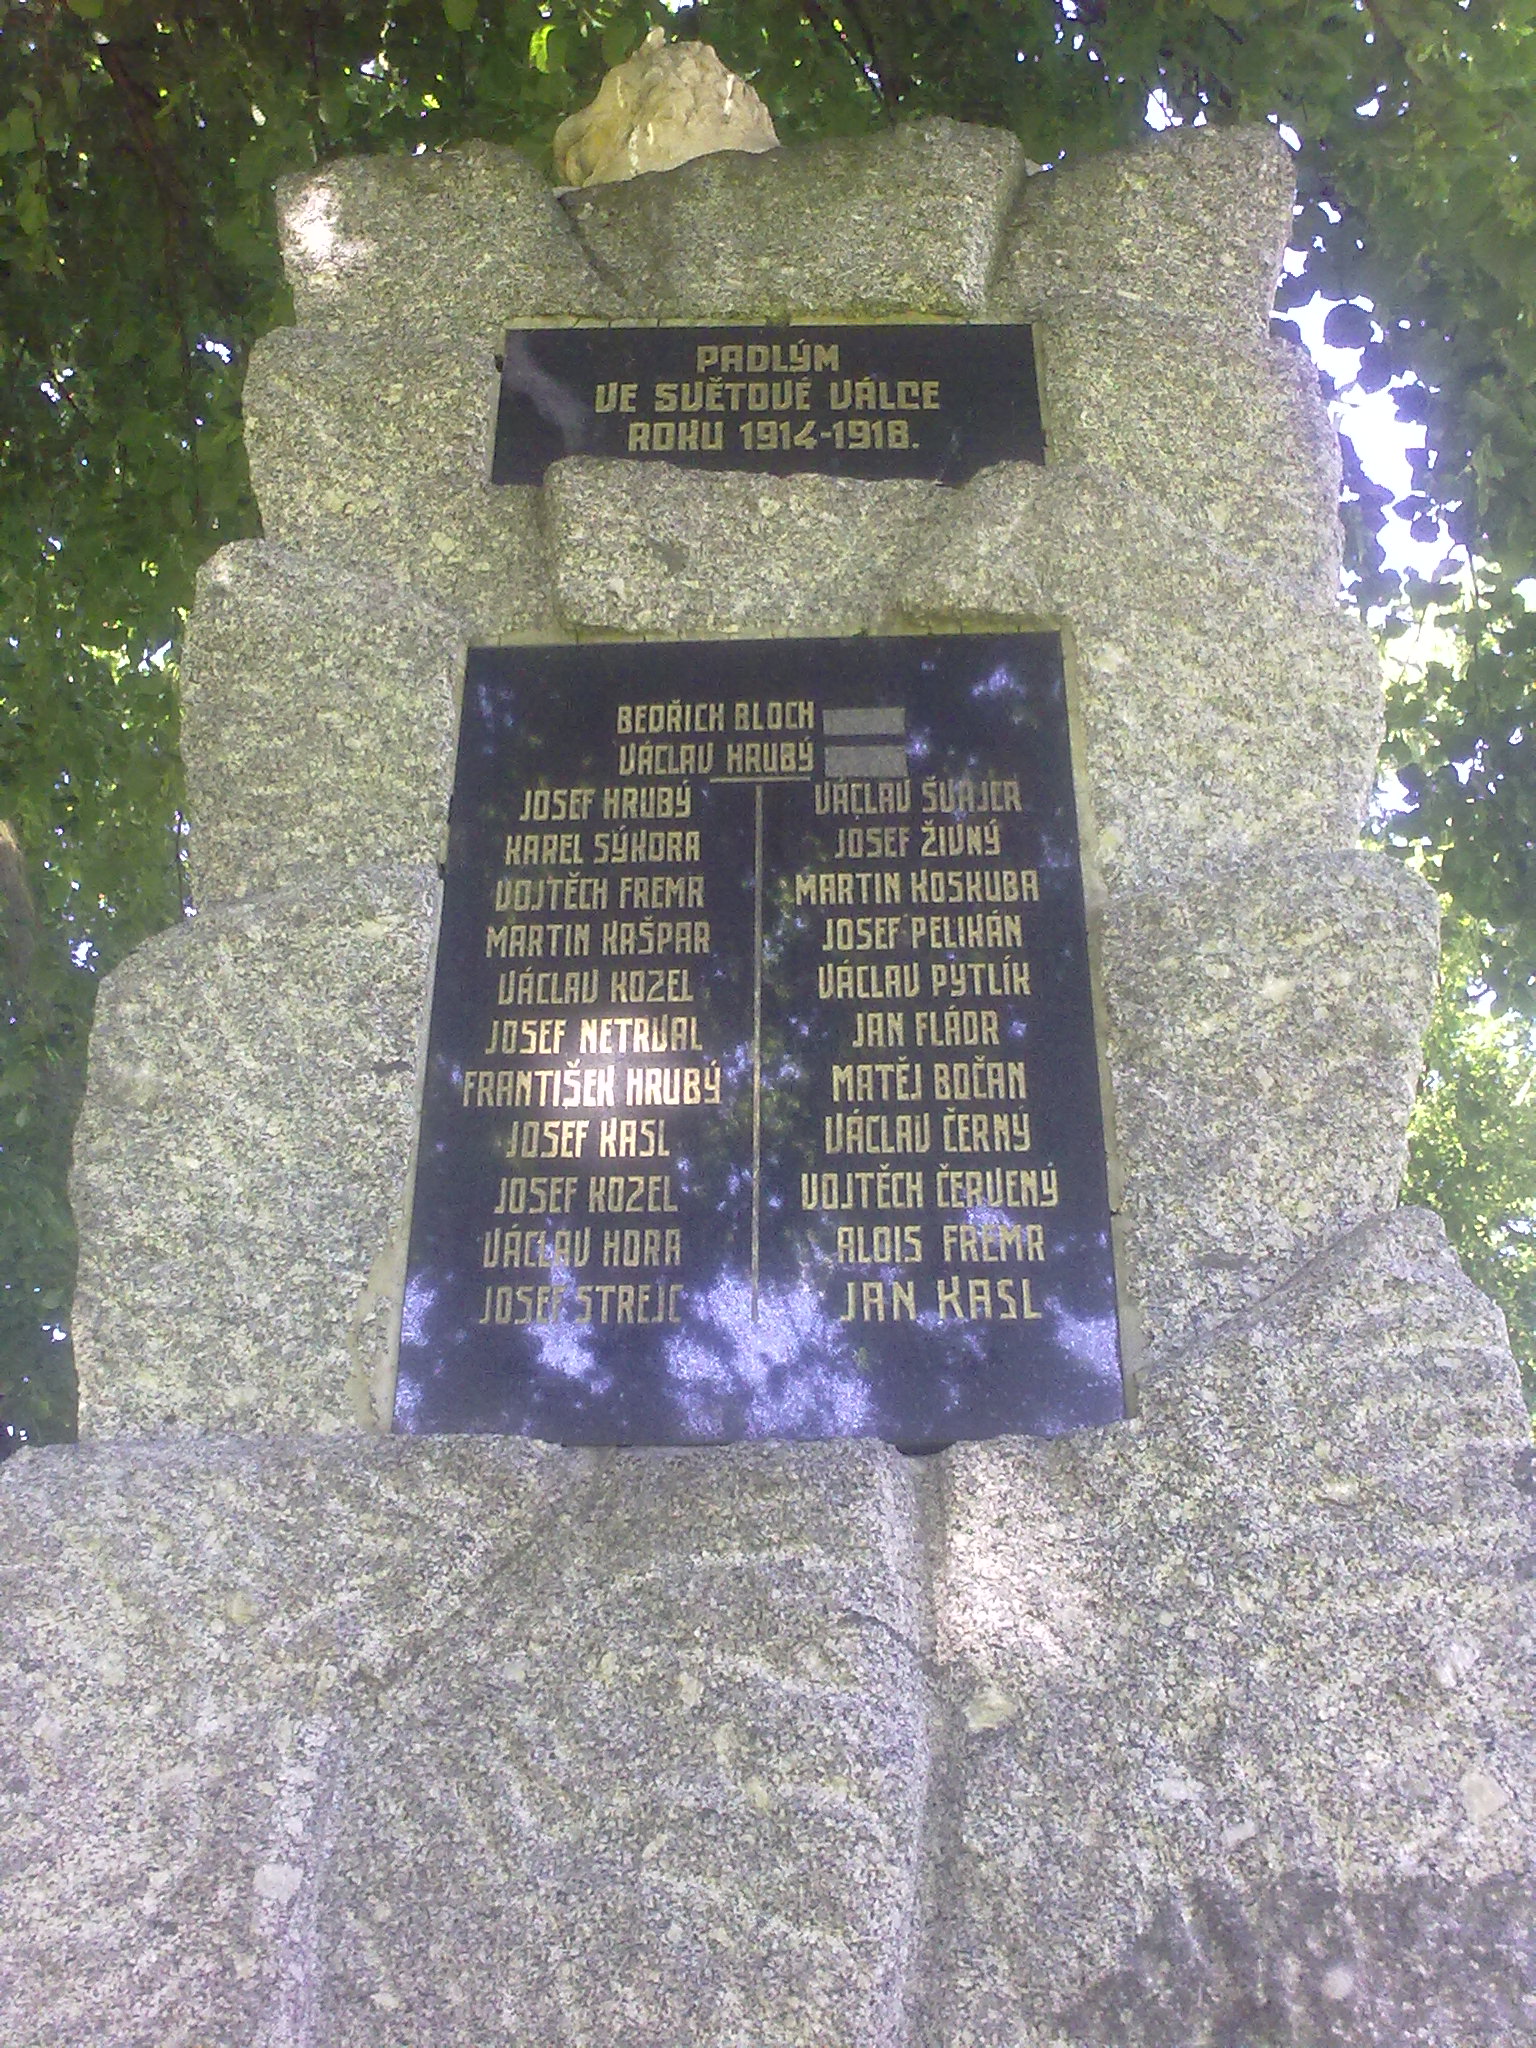 PADLÝM
VE SVĚTOVÉ VÁLCE
ROKU 1914-1918.
BEDŘICH BLOCH
VÁCLAV HRUBÝ
JOSEF HRUBÝ
KAREL SÝKORA
VOJTĚCH FREMR
MARTIN KAŠPAR
VÁCLAV KOZEL
JOSEF NETRVAL
FRANTIŠEK HRUBÝ
JOSEF KASL
JOSEF KOZEL
VÁCLAV HORA
JOSEF STREJC
VÁCLAV ŠVAJCR
JOSEF ŽIVNÝ
MARTIN KOSKUBA
JOSEF PELIKÁN
VÁCLAV PYTLÍK
JAN FLÁDR
MATĚJ BOČAN
VÁCLAV ČERNÝ
VOJTĚCH ČERVENÝ
ALOIS FREMR
JAN KASL